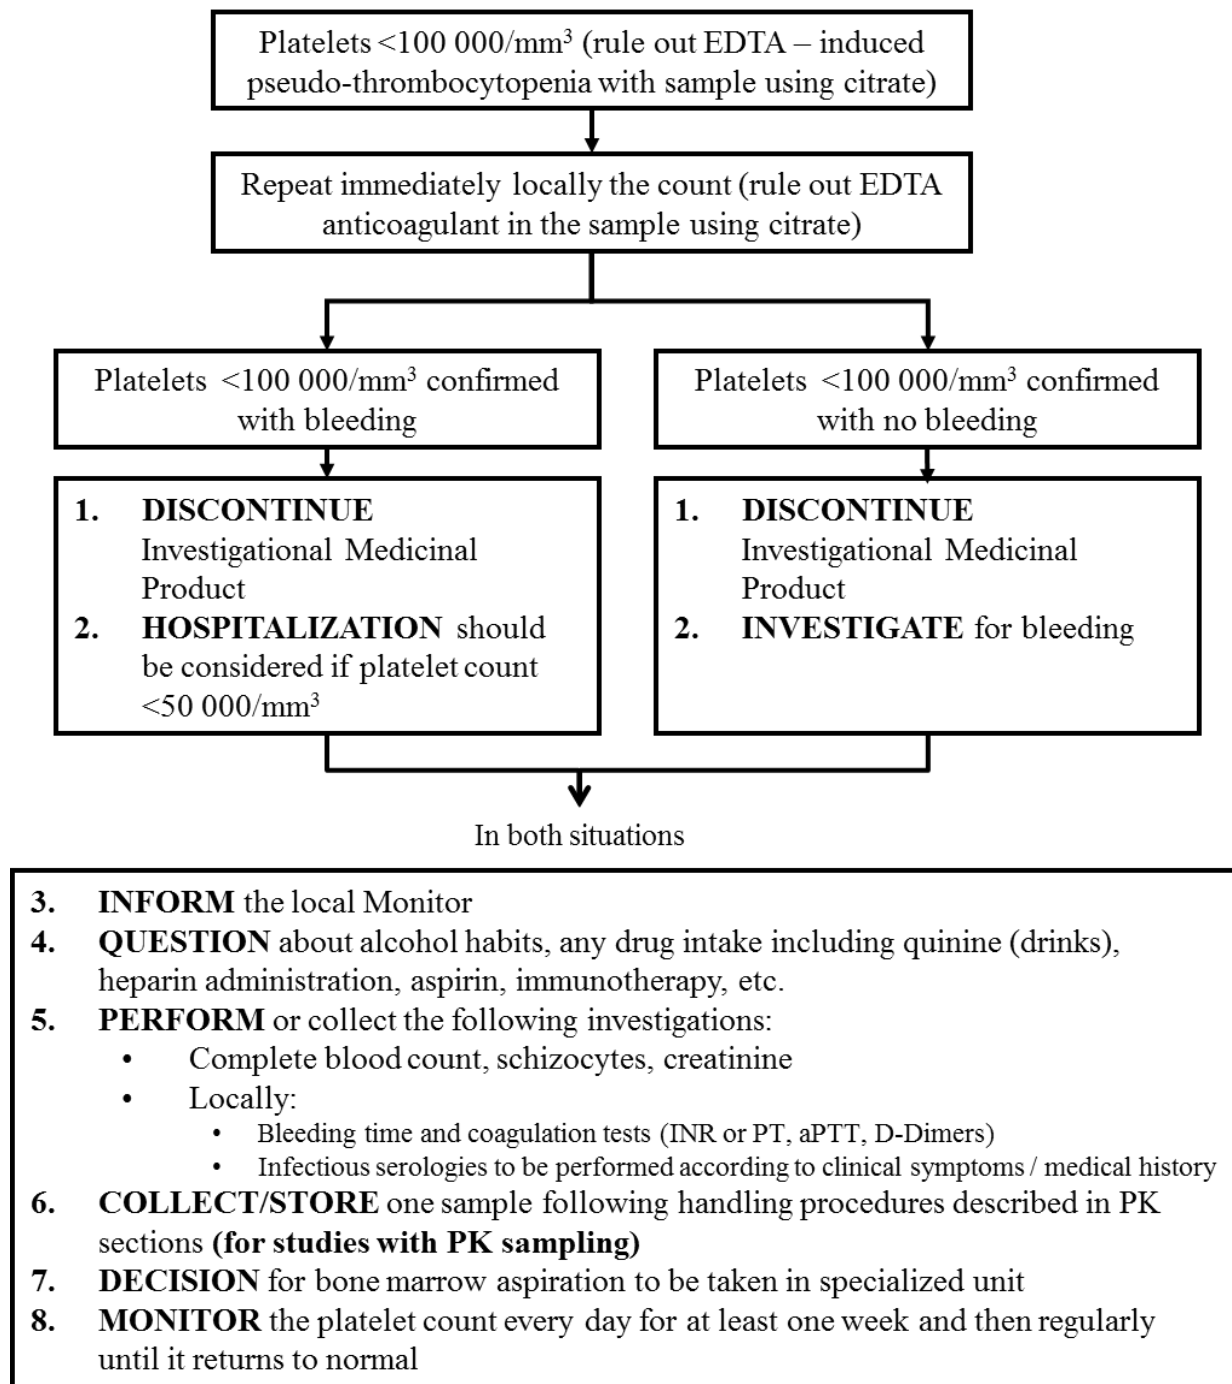 Platelets <100 000/mm³ (rule out EDTA – induced
pseudo-thrombocytopenia with sample using citrate)
Repeat immediately locally the count (rule out EDTA
anticoagulant in the sample using citrate)
Platelets <100 000/mm³ confirmed
with bleeding
Platelets <100 000/mm³ confirmed
with no bleeding
1. DISCONTINUE
Investigational Medicinal
Product
2. HOSPITALIZATION should
be considered if platelet count
<50 000/mm³
1. DISCONTINUE
Investigational Medicinal
Product
2. INVESTIGATE for bleeding
In both situations
3. INFORM the local Monitor
4. QUESTION about alcohol habits, any drug intake including quinine (drinks),
heparin administration, aspirin, immunotherapy, etc.
5. PERFORM or collect the following investigations:
• Complete blood count, schizocytes, creatinine
• Locally:
• Bleeding time and coagulation tests (INR or PT, aPTT, D-Dimers)
• Infectious serologies to be performed according to clinical symptoms / medical history
6. COLLECT/STORE one sample following handling procedures described in PK
sections (for studies with PK sampling)
7. DECISION for bone marrow aspiration to be taken in specialized unit
8. MONITOR the platelet count every day for at least one week and then regularly
until it returns to normal